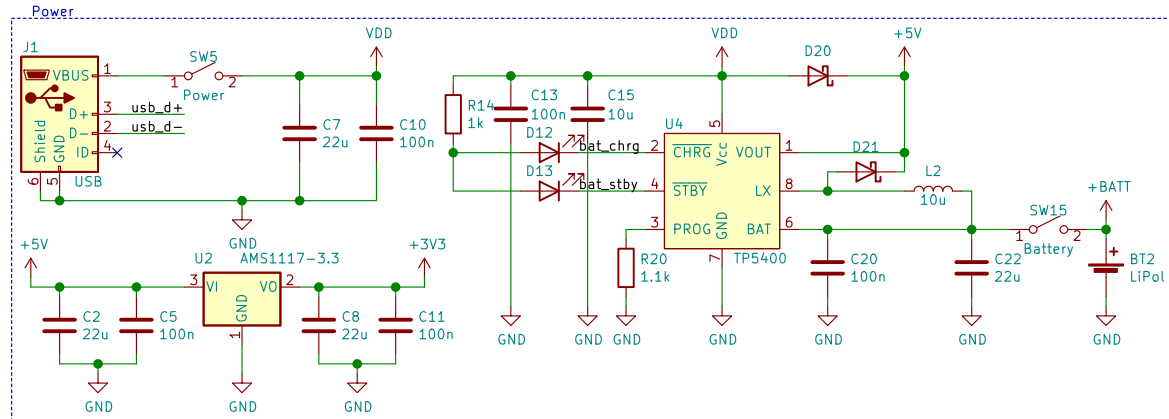 Power
J1
VBUS
D+
D-
ID
Shield
GND
USB
1
3
2
4
6
5
usb_d+
usb_d-
SW5
1
2
Power
VDD
C7
22u
C10
100n
GND
+5V
U2
AMS1117-3.3
3
VI
VO
2
GND
1
+3V3
C2
22u
C5
100n
C8
22u
C11
100n
GND
GND
GND
VDD
D20
+5V
R14
1k
C13
100n
C15
10u
D12
bat_chrg
D13
bat_stby
U4
5
Vcc
2
CHRG
VOUT
1
4
STBY
LX
8
3
PROG
BAT
6
GND
7
TP5400
D21
L2
10u
R20
1.1k
C20
100n
C22
22u
SW15
1
2
Battery
+BATT
+
BT2
LiPol
GND
GND
GND
GND
GND
GND
GND